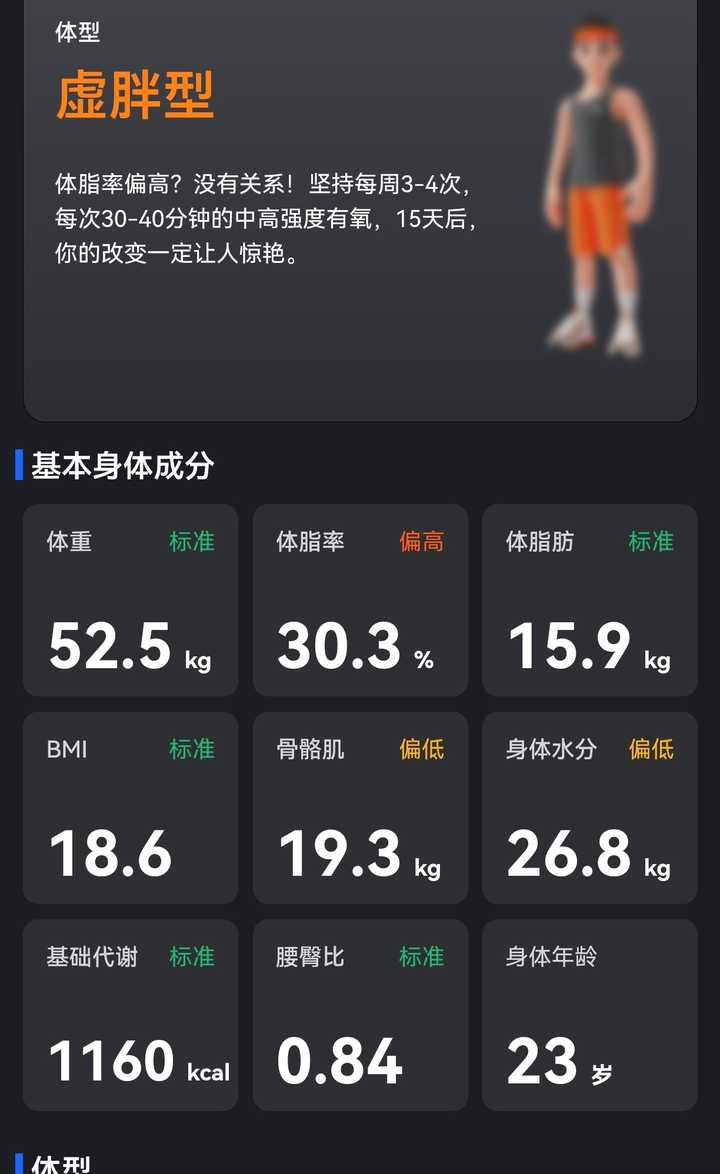 体型
虚胖型
体脂率偏高？没有关系！坚持每周3-4次，
每次30-40分钟的中高强度有氧，15天后，
你的改变一定让人惊艳。
基本身体成分
体重 标准 体脂率 偏高 体脂肪 标准
52.5 kg 30.3 % 15.9 kg
BMI 标准 骨骼肌 偏低 身体水分 偏低
18.6 19.3 kg 26.8 kg
基础代谢 标准 腰臀比 标准 身体年龄
1160 kcal 0.84 23 岁
体型